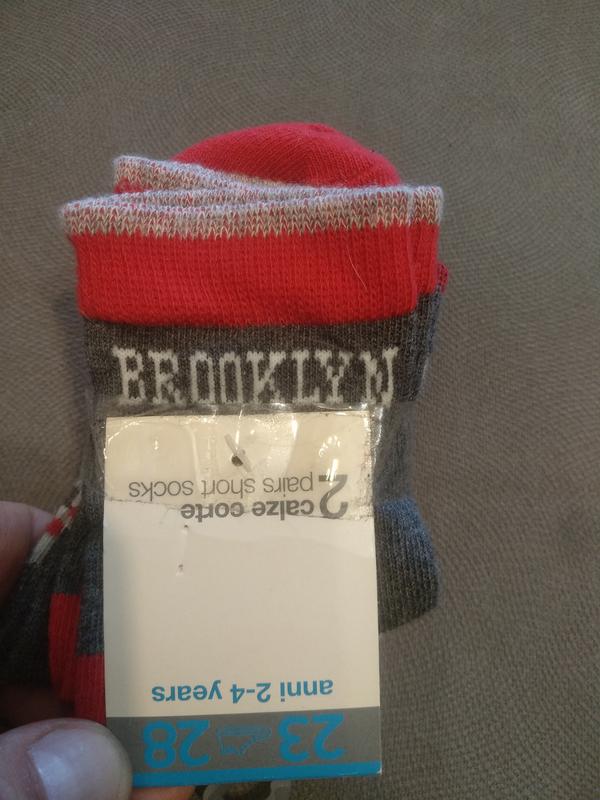 BROOKLYN
23 28
anni 2-4 years
2 calze corte
pairs short socks